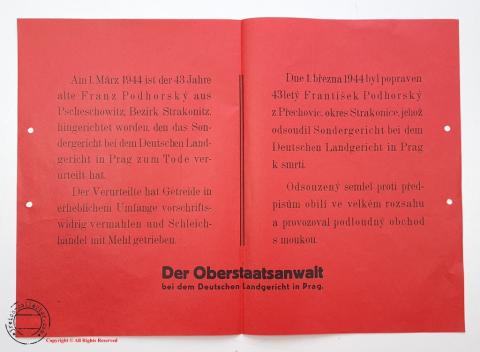 Am 1. März 1944 ist der 43 Jahre
alte Franz Podhorský aus
Pscheschowitz, Bezirk Strakonitz,
hingerichtet worden, den das Son-
dergericht bei dem Deutschen Land-
gericht in Prag zum Tode ver-
urteilt hat.
Der Verurteilte hat Getreide in
erheblichem Umfange vorschrifts-
widrig vermahlen und Schleich-
handel mit Mehl getrieben.
Dne 1. března 1944 byl popraven
43letý František Podhorský
z Přechovic, okres Strakonice, jehož
odsoudil Sondergericht bei dem
Deutschen Landgericht in Prag
k smrti.
Odsouzený semlel proti před-
pisům obilí ve velkém rozsahu
a provozoval podloudný obchod
s moukou.
Der Oberstaatsanwalt
bei dem Deutschen Landgericht in Prag.
Copyright © All Rights Reserved